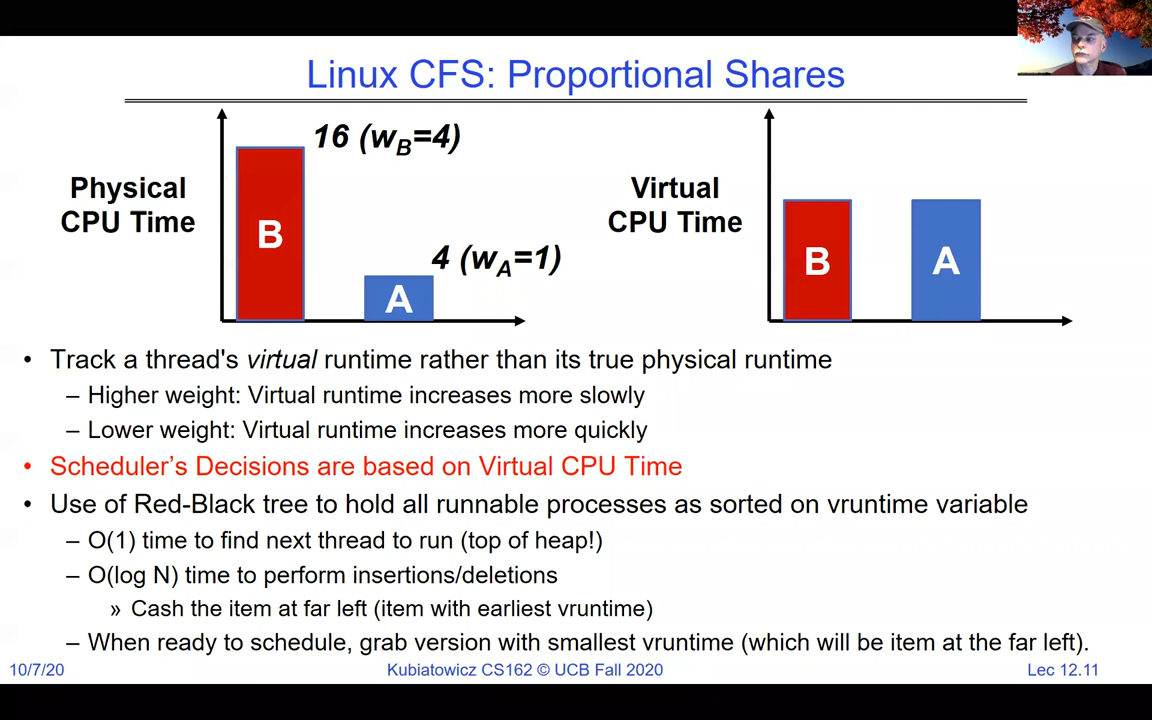 Linux CFS: Proportional Shares
16 (wB=4)
Physical
CPU Time
B
4 (wA=1)
A
Virtual
CPU Time
B
A
• Track a thread's virtual runtime rather than its true physical runtime
– Higher weight: Virtual runtime increases more slowly
– Lower weight: Virtual runtime increases more quickly
• Scheduler's Decisions are based on Virtual CPU Time
• Use of Red-Black tree to hold all runnable processes as sorted on vruntime variable
– O(1) time to find next thread to run (top of heap!)
– O(log N) time to perform insertions/deletions
» Cash the item at far left (item with earliest vruntime)
– When ready to schedule, grab version with smallest vruntime (which will be item at the far left).
10/7/20
Kubiatowicz CS162 © UCB Fall 2020
Lec 12.11